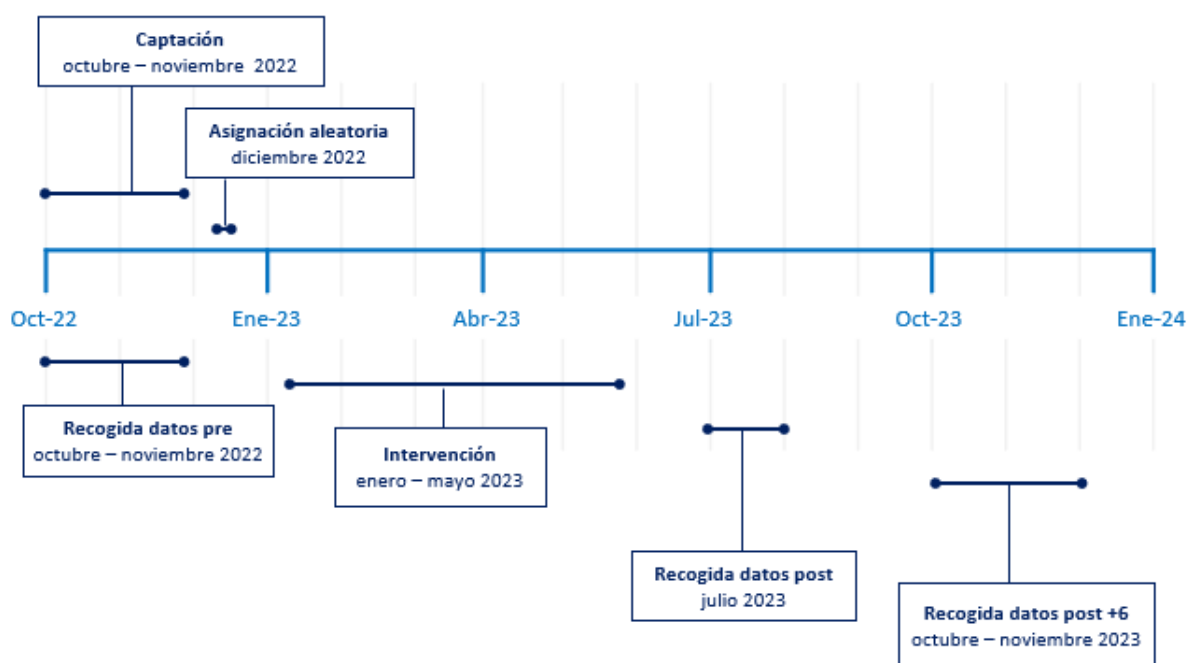 Captación
octubre – noviembre 2022
Asignación aleatoria
diciembre 2022
Oct-22
Ene-23
Abr-23
Jul-23
Oct-23
Ene-24
Recogida datos pre
octubre – noviembre 2022
Intervención
enero – mayo 2023
Recogida datos post
julio 2023
Recogida datos post +6
octubre – noviembre 2023